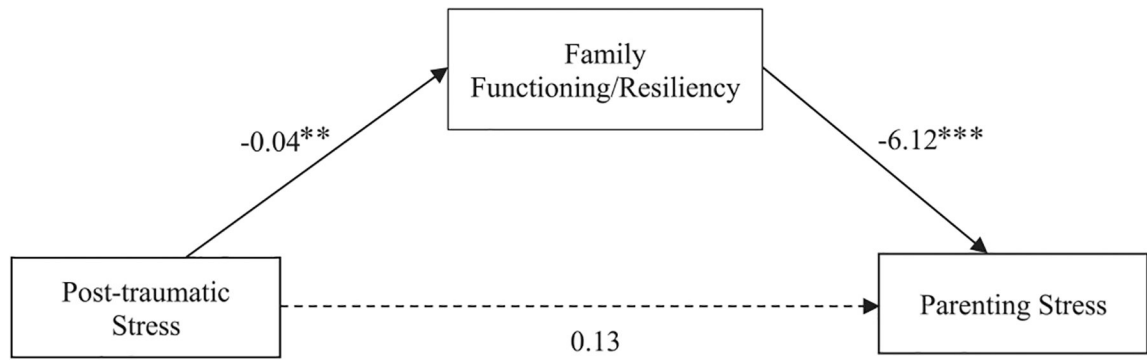 Family
Functioning/Resiliency
-0.04**
-6.12***
Post-traumatic
Stress
Parenting Stress
0.13